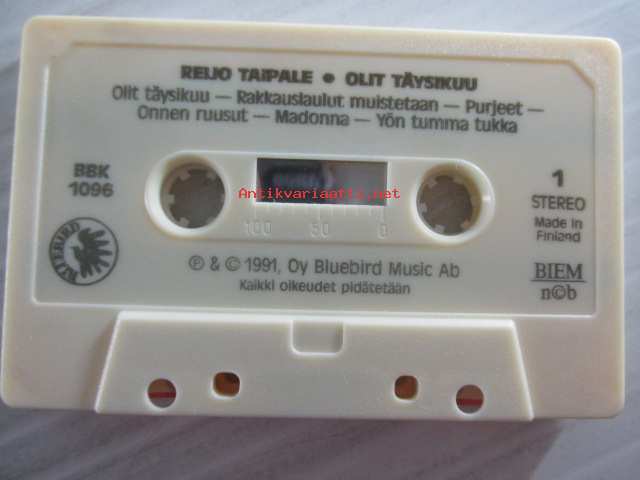 REIJO TAIPALE • OLIT TÄYSIKUU
Olit täysikuu — Rakkauslaulut muistetaan — Purjeet —
Onnen ruusut — Madonna — Yön tumma tukka
BBK
1096
BLUEBIRD
Antikvariaatti.net
100 50 0
1
STEREO
Made in
Finland
℗ & © 1991, Oy Bluebird Music Ab
Kaikki oikeudet pidätetään
BIEM
n©b